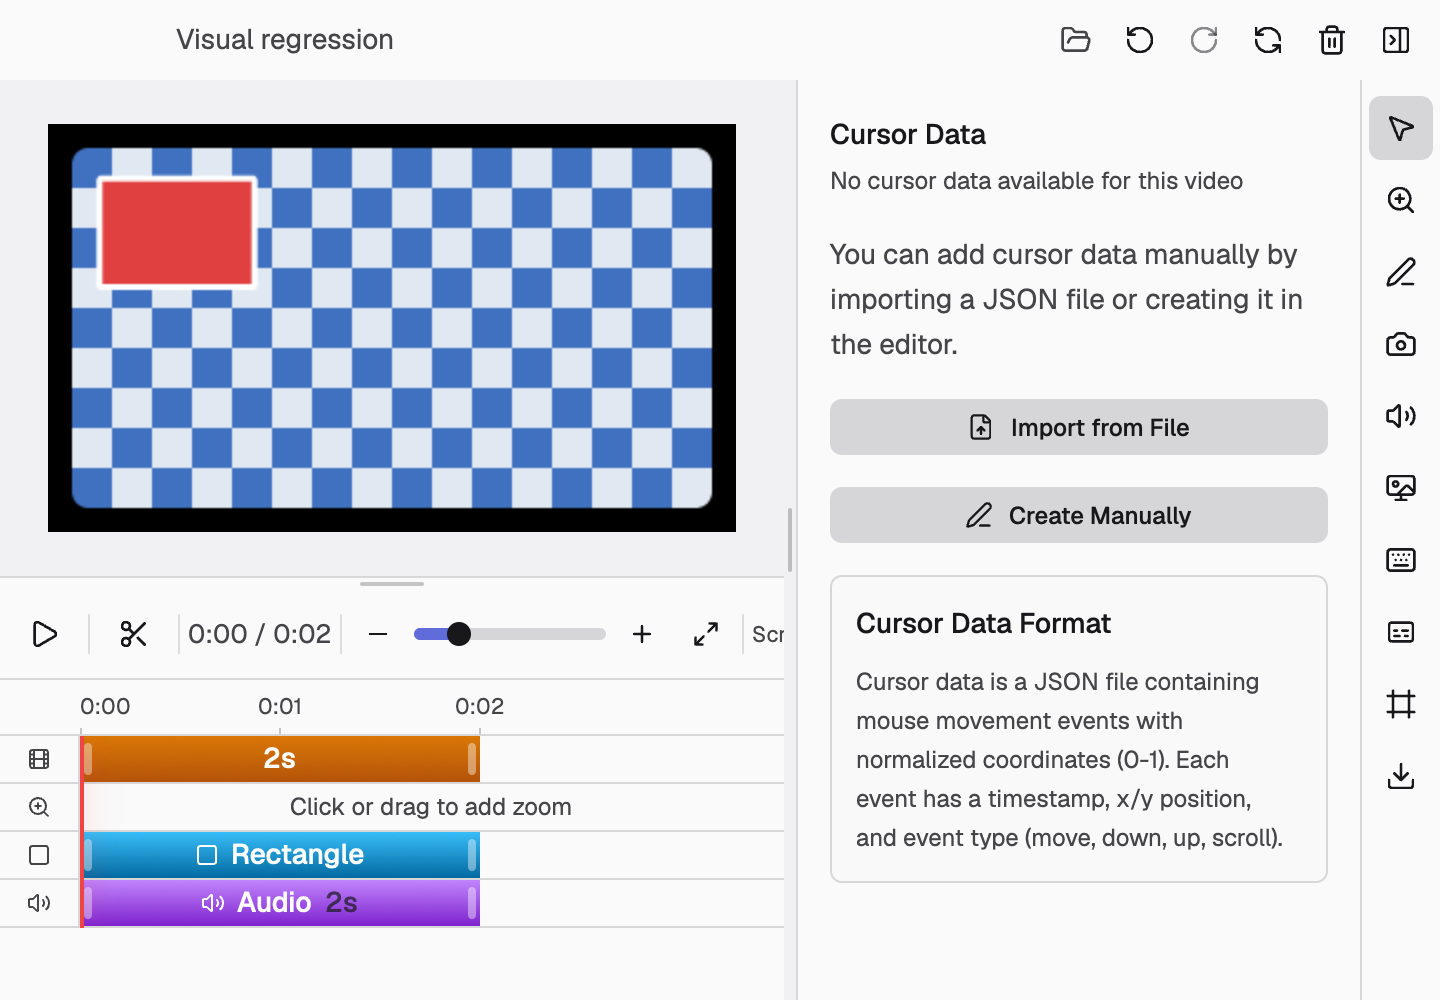 Visual regression
Cursor Data
No cursor data available for this video
You can add cursor data manually by
importing a JSON file or creating it in
the editor.
Import from File
Create Manually
Cursor Data Format
Cursor data is a JSON file containing
mouse movement events with
normalized coordinates (0-1). Each
event has a timestamp, x/y position,
and event type (move, down, up, scroll).
0:00 / 0:02
Scr
0:00 0:01 0:02
2s
Click or drag to add zoom
Rectangle
Audio 2s